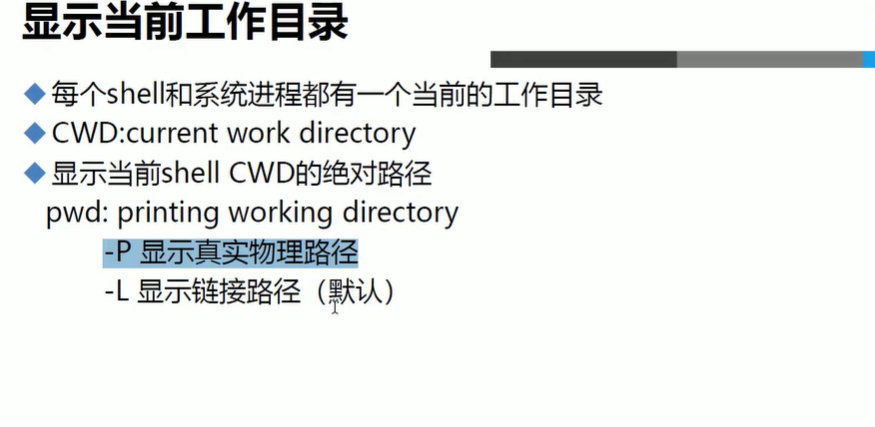 显示当前工作目录
每个shell和系统进程都有一个当前的工作目录
CWD:current work directory
显示当前shell CWD的绝对路径
pwd: printing working directory
-P 显示真实物理路径
-L 显示链接路径（默认）